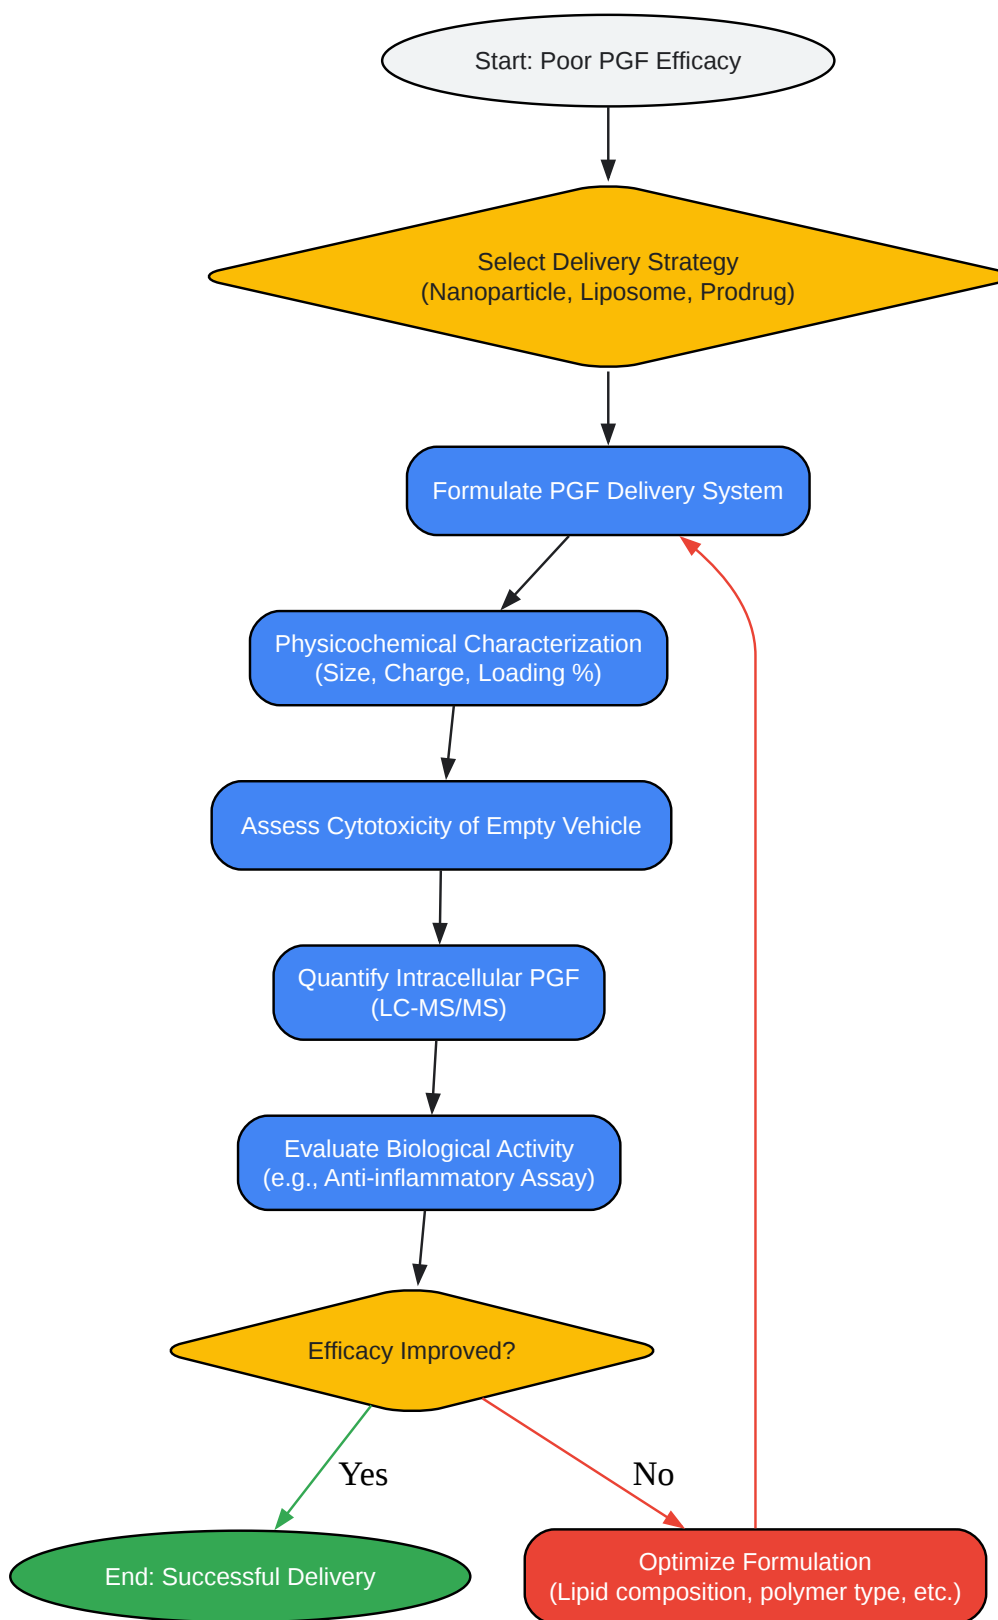 Start: Poor PGF Efficacy
Select Delivery Strategy
(Nanoparticle, Liposome, Prodrug)
Formulate PGF Delivery System
Physicochemical Characterization
(Size, Charge, Loading %)
Assess Cytotoxicity of Empty Vehicle
Quantify Intracellular PGF
(LC-MS/MS)
Evaluate Biological Activity
(e.g., Anti-inflammatory Assay)
Efficacy Improved?
Yes
No
End: Successful Delivery
Optimize Formulation
(Lipid composition, polymer type, etc.)